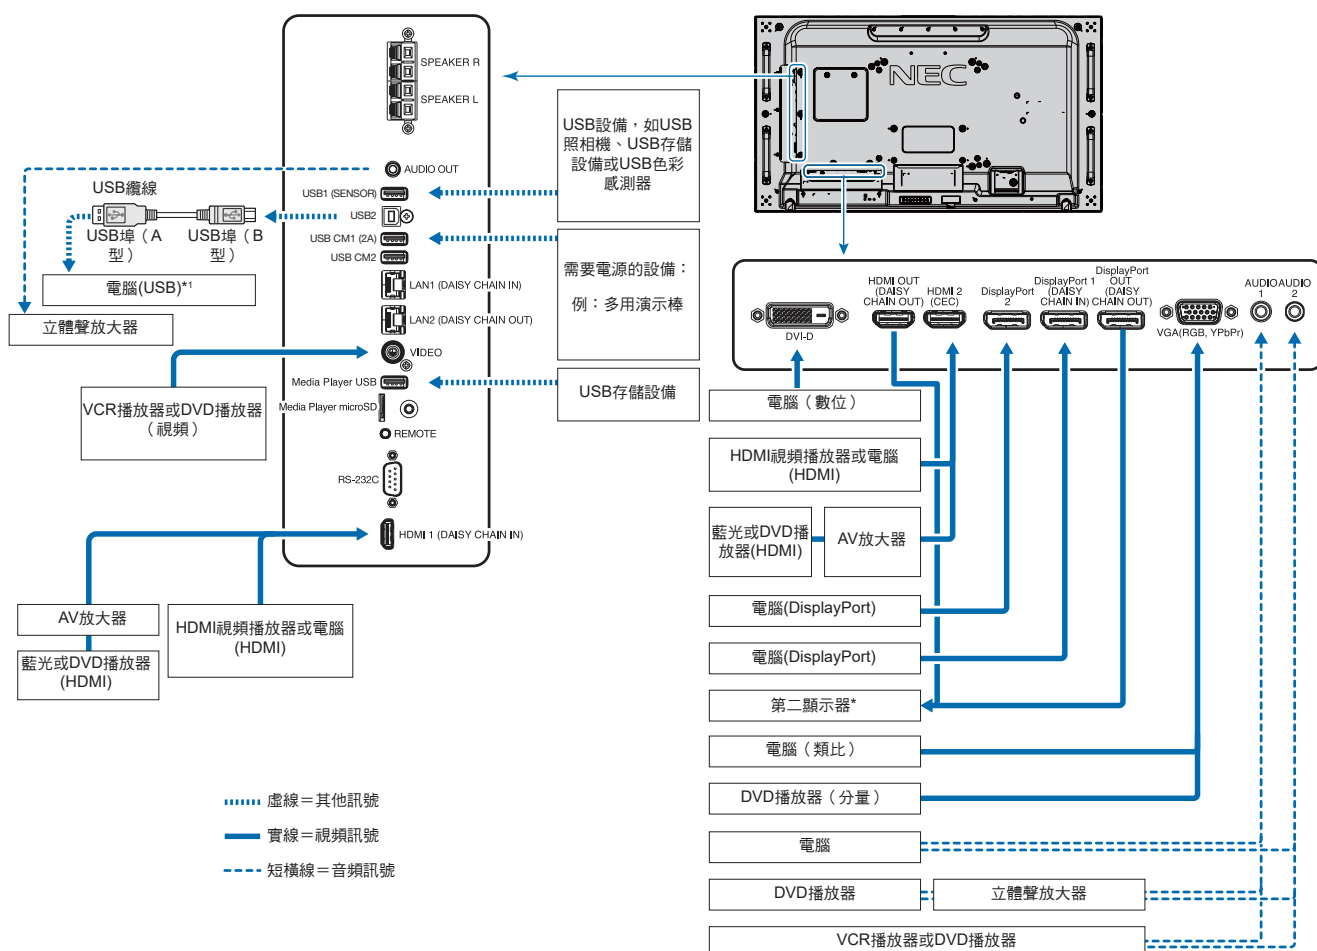 SPEAKER R
SPEAKER L
AUDIO OUT
USB1 (SENSOR)
USB2
USB CM1 (2A)
USB CM2
LAN1 (DAISY CHAIN IN)
LAN2 (DAISY CHAIN OUT)
VIDEO
Media Player USB
Media Player microSD
REMOTE
RS-232C
HDMI 1 (DAISY CHAIN IN)
USB纜線
USB埠（A
型）
USB埠（B
型）
電腦(USB)*1
立體聲放大器
VCR播放器或DVD播放器
（視頻）
AV放大器
藍光或DVD播放器
(HDMI)
HDMI視頻播放器或電腦
(HDMI)
USB設備，如USB
照相機、USB存儲
設備或USB色彩
感測器
需要電源的設備：
例：多用演示棒
USB存儲設備
NEC
DVI-D
HDMI OUT
(DAISY
CHAIN OUT)
HDMI 2
(CEC)
DisplayPort
2
DisplayPort 1
(DAISY
CHAIN IN)
DisplayPort
OUT
(DAISY
CHAIN OUT)
VGA(RGB, YPbPr)
AUDIO
1
AUDIO
2
電腦（數位）
HDMI視頻播放器或電腦
(HDMI)
藍光或DVD播
放器(HDMI)
AV放大器
電腦(DisplayPort)
電腦(DisplayPort)
第二顯示器*
電腦（類比）
DVD播放器（分量）
電腦
DVD播放器
立體聲放大器
VCR播放器或DVD播放器
虛線＝其他訊號
實線＝視頻訊號
短橫線＝音頻訊號